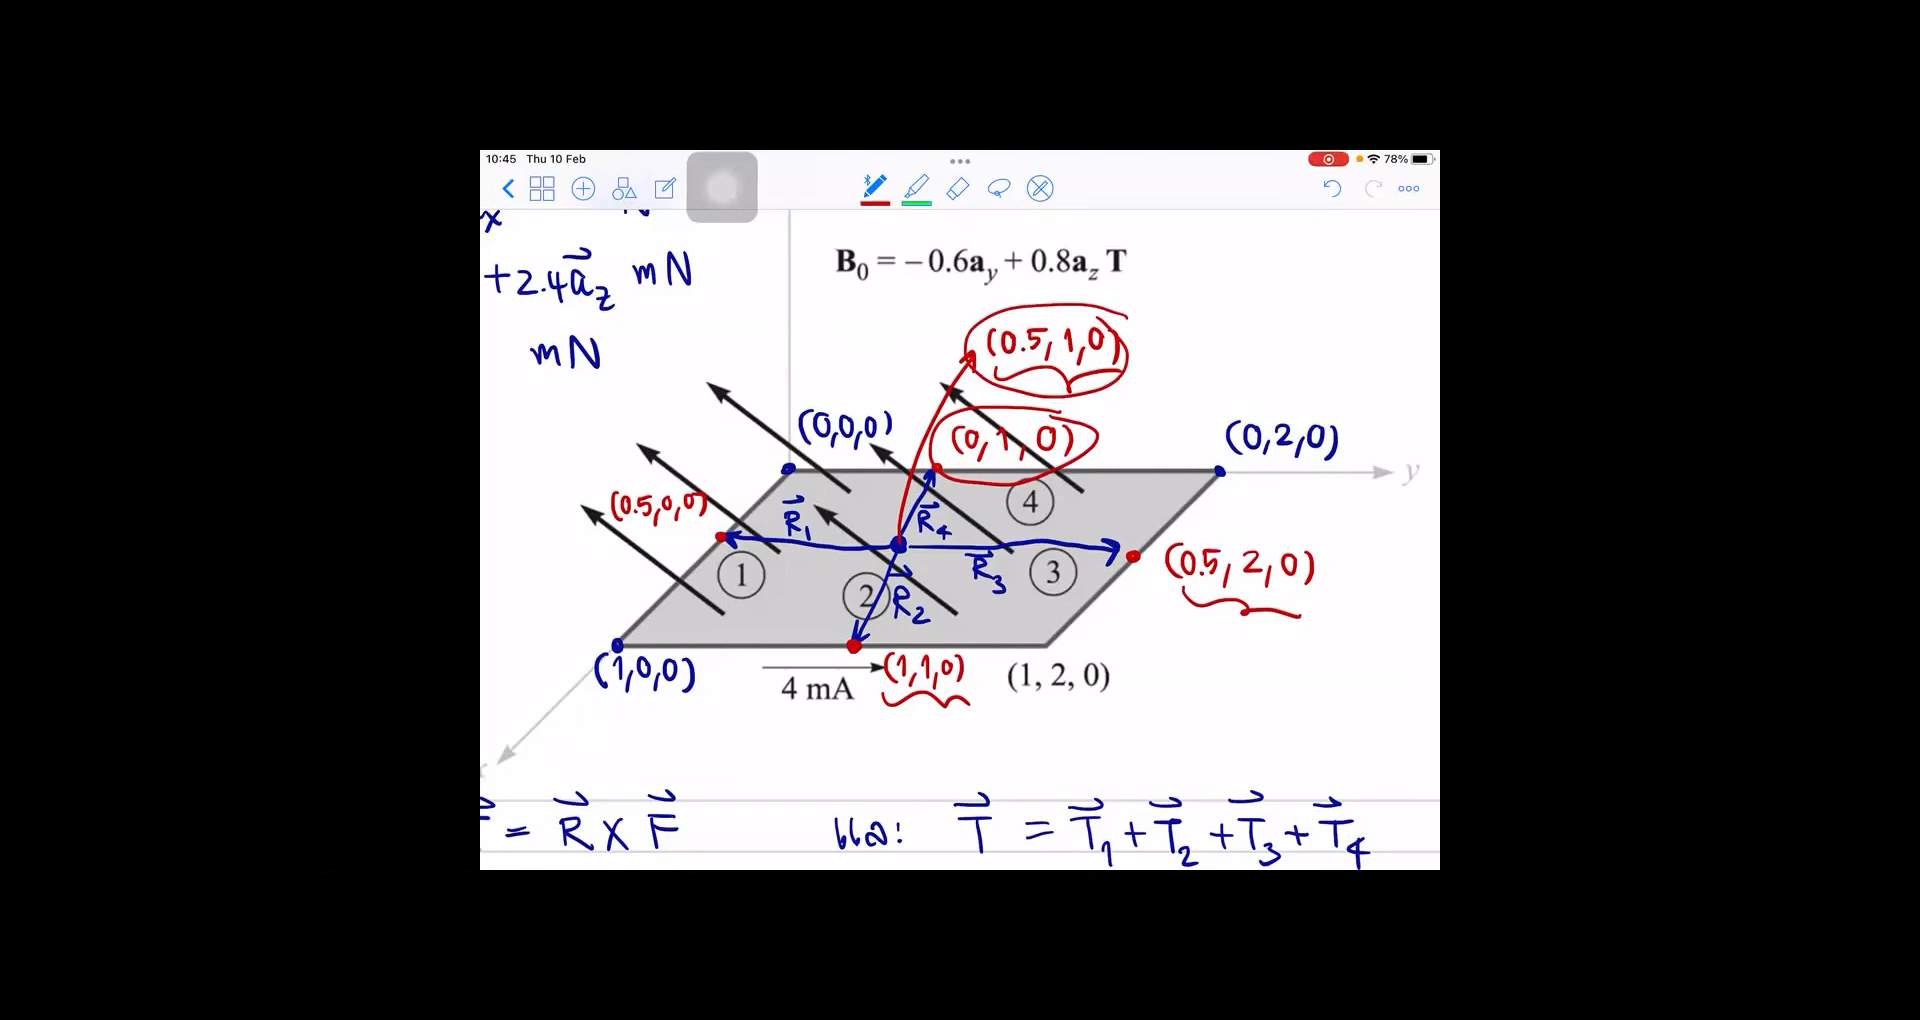 10:45 Thu 10 Feb
78%
x N
+2.4a⃗z mN
mN
B₀ = – 0.6aᵧ + 0.8a_z T
(0.5, 1, 0)
(0, 1, 0)
(0,0,0)
(0,2,0)
y
(0.5,0,0)
R⃗₁
R⃗₄
4
1
2
R⃗₂
R⃗₃
3
(0.5, 2, 0)
(1,0,0)
4 mA
(1,1,0)
(1, 2, 0)
= R⃗ × F⃗
และ T⃗ = T⃗₁ + T⃗₂ + T⃗₃ + T⃗₄